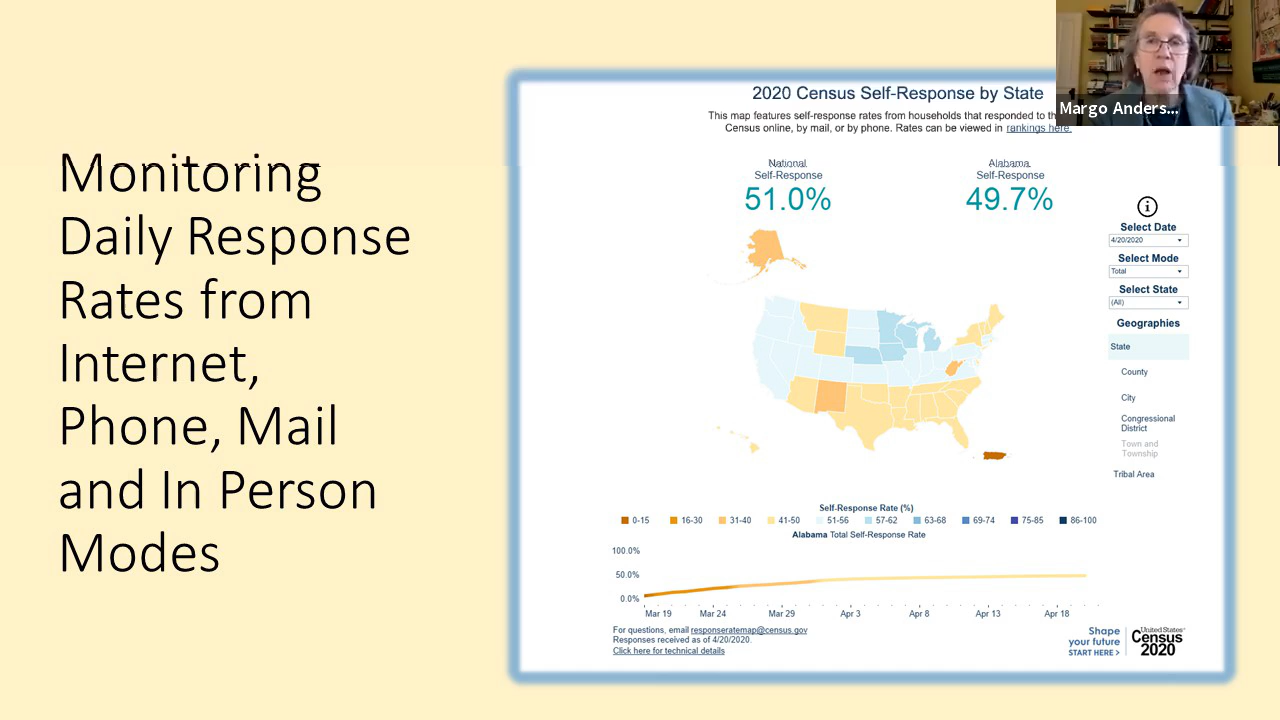 Monitoring
Daily Response
Rates from
Internet,
Phone, Mail
and In Person
Modes
2020 Census Self-Response by State
This map features self-response rates from households that responded to
Census online, by mail, or by phone. Rates can be viewed in rankings here.
Margo Anders...
National
Self-Response
51.0%
Alabama
Self-Response
49.7%
Select Date
4/20/2020
Select Mode
Total
Select State
(All)
Geographies
State
County
City
Congressional
District
Town and
Township
Tribal Area
Self-Response Rate (%)
0-15 16-30 31-40 41-50 51-56 57-62 63-68 69-74 75-85 86-100
Alabama Total Self-Response Rate
100.0%
50.0%
0.0%
Mar 19 Mar 24 Mar 29 Apr 3 Apr 8 Apr 13 Apr 18
For questions, email responseratemap@census.gov
Responses received as of 4/20/2020.
Click here for technical details
Shape
your future
START HERE >
United States®
Census
2020